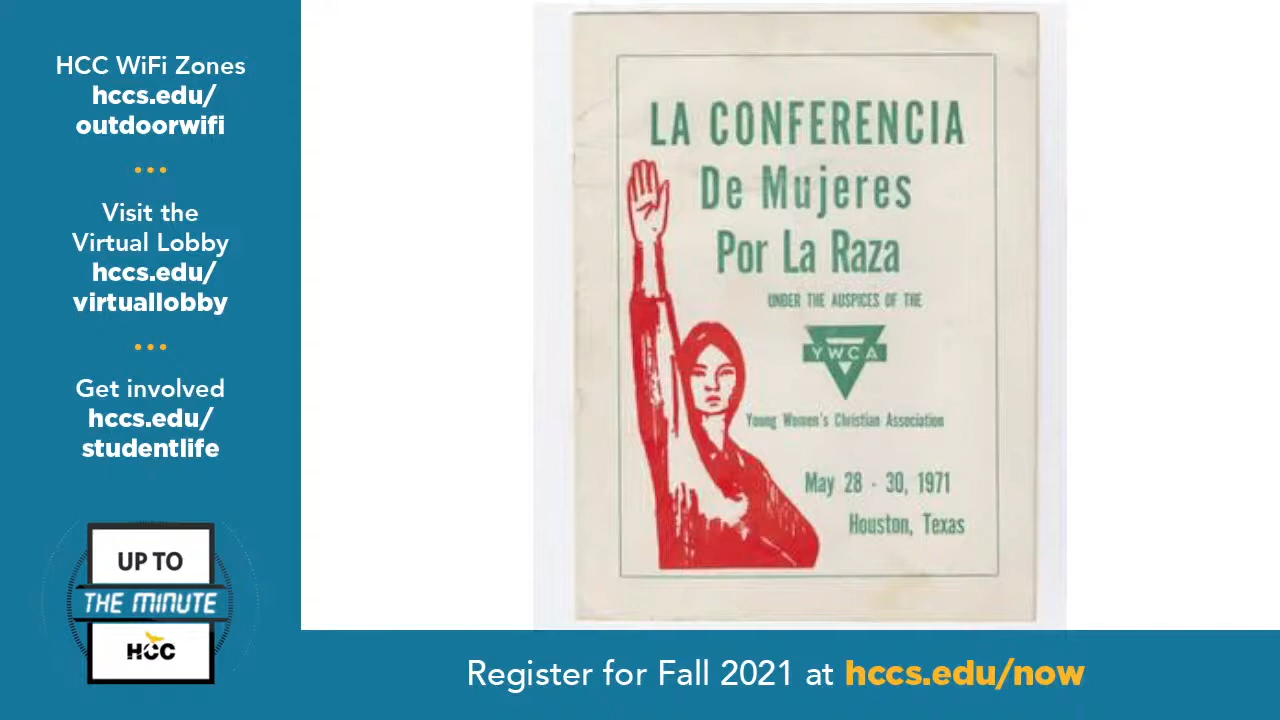 HCC WiFi Zones
hccs.edu/
outdoorwifi
Visit the
Virtual Lobby
hccs.edu/
virtuallobby
Get involved
hccs.edu/
studentlife
UP TO
THE MINUTE
HCC
LA CONFERENCIA
De Mujeres
Por La Raza
UNDER THE AUSPICES OF THE
YWCA
Young Women's Christian Association
May 28 - 30, 1971
Houston, Texas
Register for Fall 2021 at hccs.edu/now